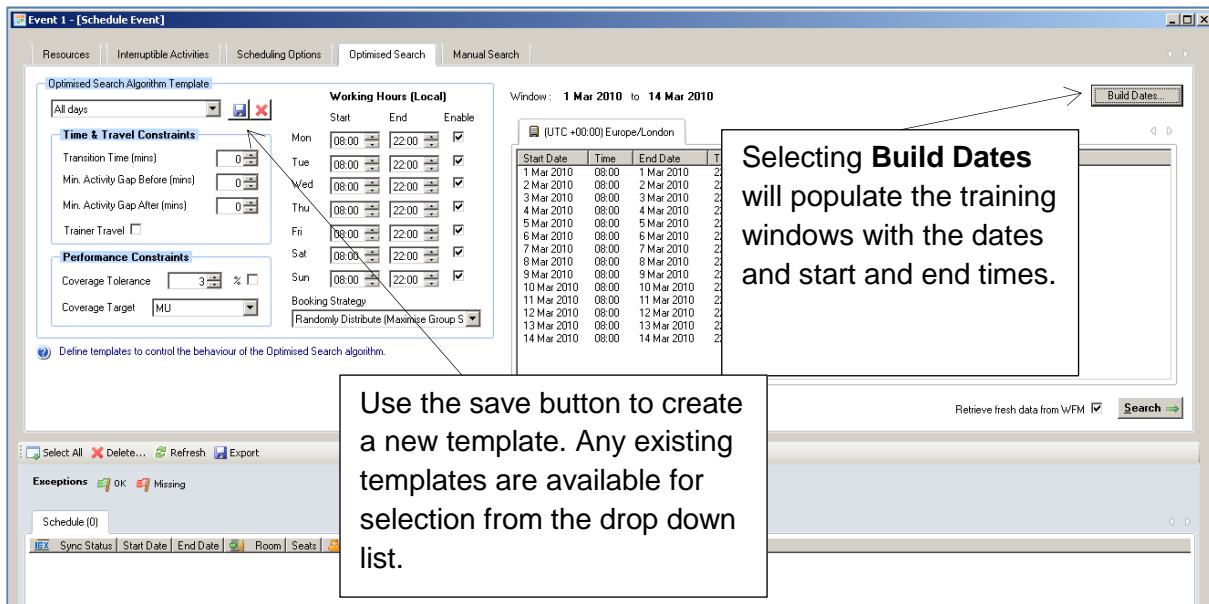 Event 1 - [Schedule Event]
Resources Interruptible Activities Scheduling Options Optimised Search Manual Search
Optimised Search Algorithm Template
All days
Time & Travel Constraints
Transition Time (mins) 0
Min. Activity Gap Before (mins) 0
Min. Activity Gap After (mins) 0
Trainer Travel
Performance Constraints
Coverage Tolerance 3 %
Coverage Target MU
Working Hours (Local)
Start End Enable
Mon 08:00 22:00
Tue 08:00 22:00
Wed 08:00 22:00
Thu 08:00 22:00
Fri 08:00 22:00
Sat 08:00 22:00
Sun 08:00 22:00
Booking Strategy
Randomly Distribute (Maximise Group S
Define templates to control the behaviour of the Optimised Search algorithm.
Window : 1 Mar 2010 to 14 Mar 2010
Build Dates...
(UTC +00:00) Europe/London
Start Date Time End Date T
1 Mar 2010 08:00 1 Mar 2010 2
2 Mar 2010 08:00 2 Mar 2010 2
3 Mar 2010 08:00 3 Mar 2010 2
4 Mar 2010 08:00 4 Mar 2010 2
5 Mar 2010 08:00 5 Mar 2010 2
6 Mar 2010 08:00 6 Mar 2010 2
7 Mar 2010 08:00 7 Mar 2010 2
8 Mar 2010 08:00 8 Mar 2010 2
9 Mar 2010 08:00 9 Mar 2010 2
10 Mar 2010 08:00 10 Mar 2010 2
11 Mar 2010 08:00 11 Mar 2010 2
12 Mar 2010 08:00 12 Mar 2010 2
13 Mar 2010 08:00 13 Mar 2010 2
14 Mar 2010 08:00 14 Mar 2010 2
Selecting Build Dates
will populate the training
windows with the dates
and start and end times.
Use the save button to create
a new template. Any existing
templates are available for
selection from the drop down
list.
Retrieve fresh data from WFM Search
Select All Delete... Refresh Export
Exceptions OK Missing
Schedule (0)
IEX Sync Status Start Date End Date Room Seats